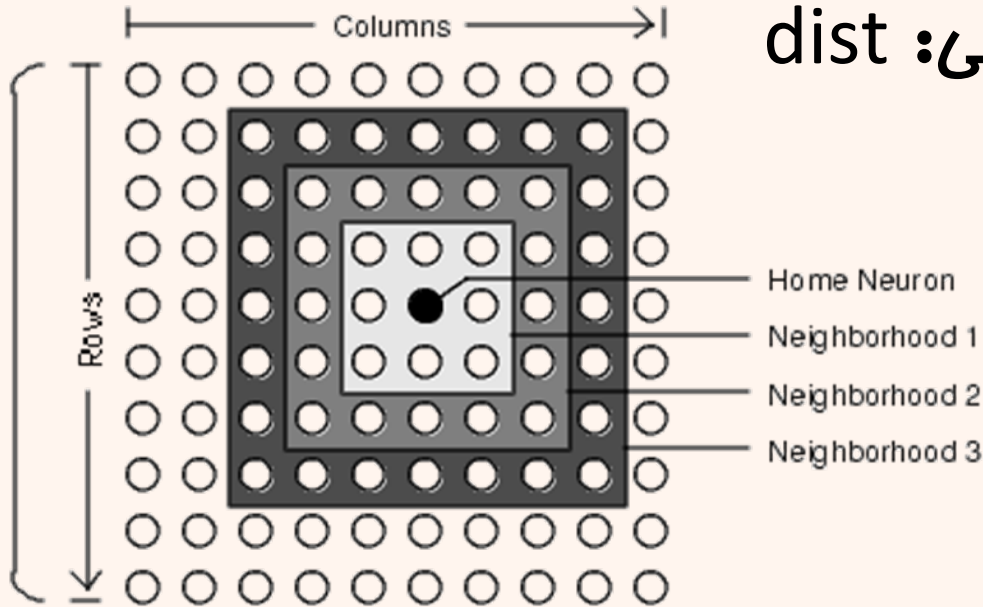 Columns
dist :ی
Rows
Home Neuron
Neighborhood 1
Neighborhood 2
Neighborhood 3